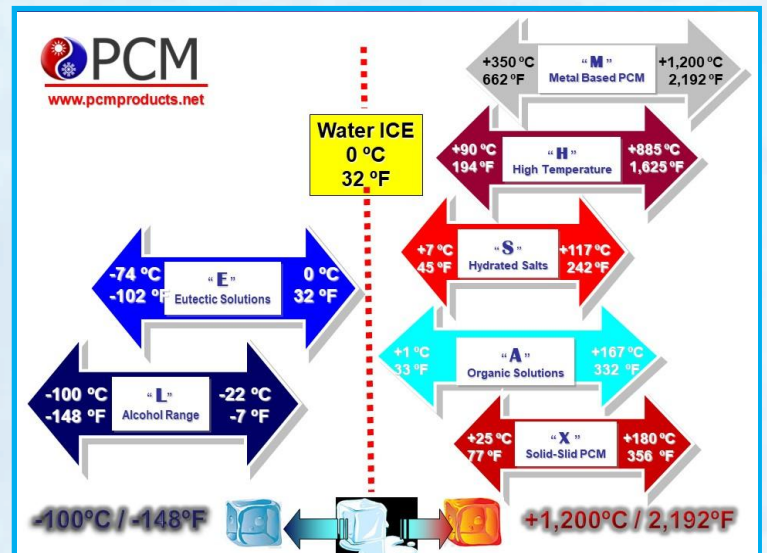 PCM
www.pcmproducts.net
Water ICE
0 ºC
32 ºF
+350 ºC
662 ºF
“ M ”
Metal Based PCM
+1,200 ºC
2,192 ºF
+90 ºC
194 ºF
“ H ”
High Temperature
+885 ºC
1,625 ºF
+7 ºC
45 ºF
“ S ”
Hydrated Salts
+117 ºC
242 ºF
-74 ºC
-102 ºF
“ E ”
Eutectic Solutions
0 ºC
32 ºF
+1 ºC
33 ºF
“ A ”
Organic Solutions
+167 ºC
332 ºF
-100 ºC
-148 ºF
“ L ”
Alcohol Range
-22 ºC
-7 ºF
+25 ºC
77 ºF
“ X ”
Solid-Slid PCM
+180 ºC
356 ºF
-100ºC / -148ºF
+1,200ºC / 2,192ºF